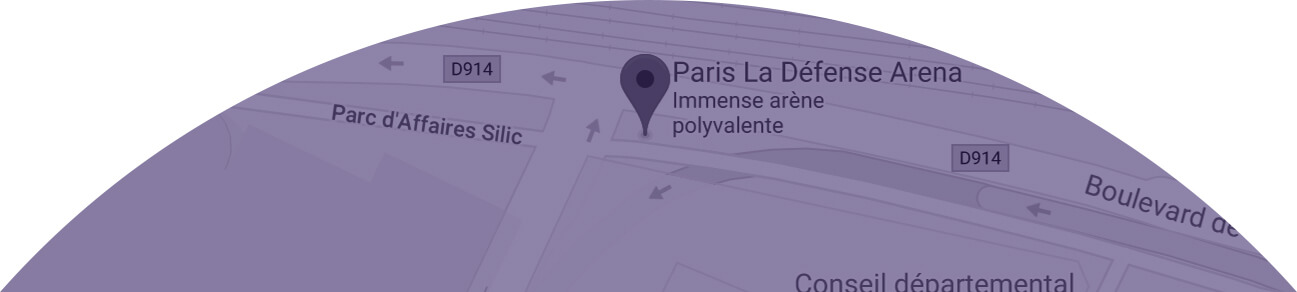 D914
Paris La Défense Arena
Immense arène
polyvalente
Parc d'Affaires Silic
D914
Boulevard de
Conseil départemental